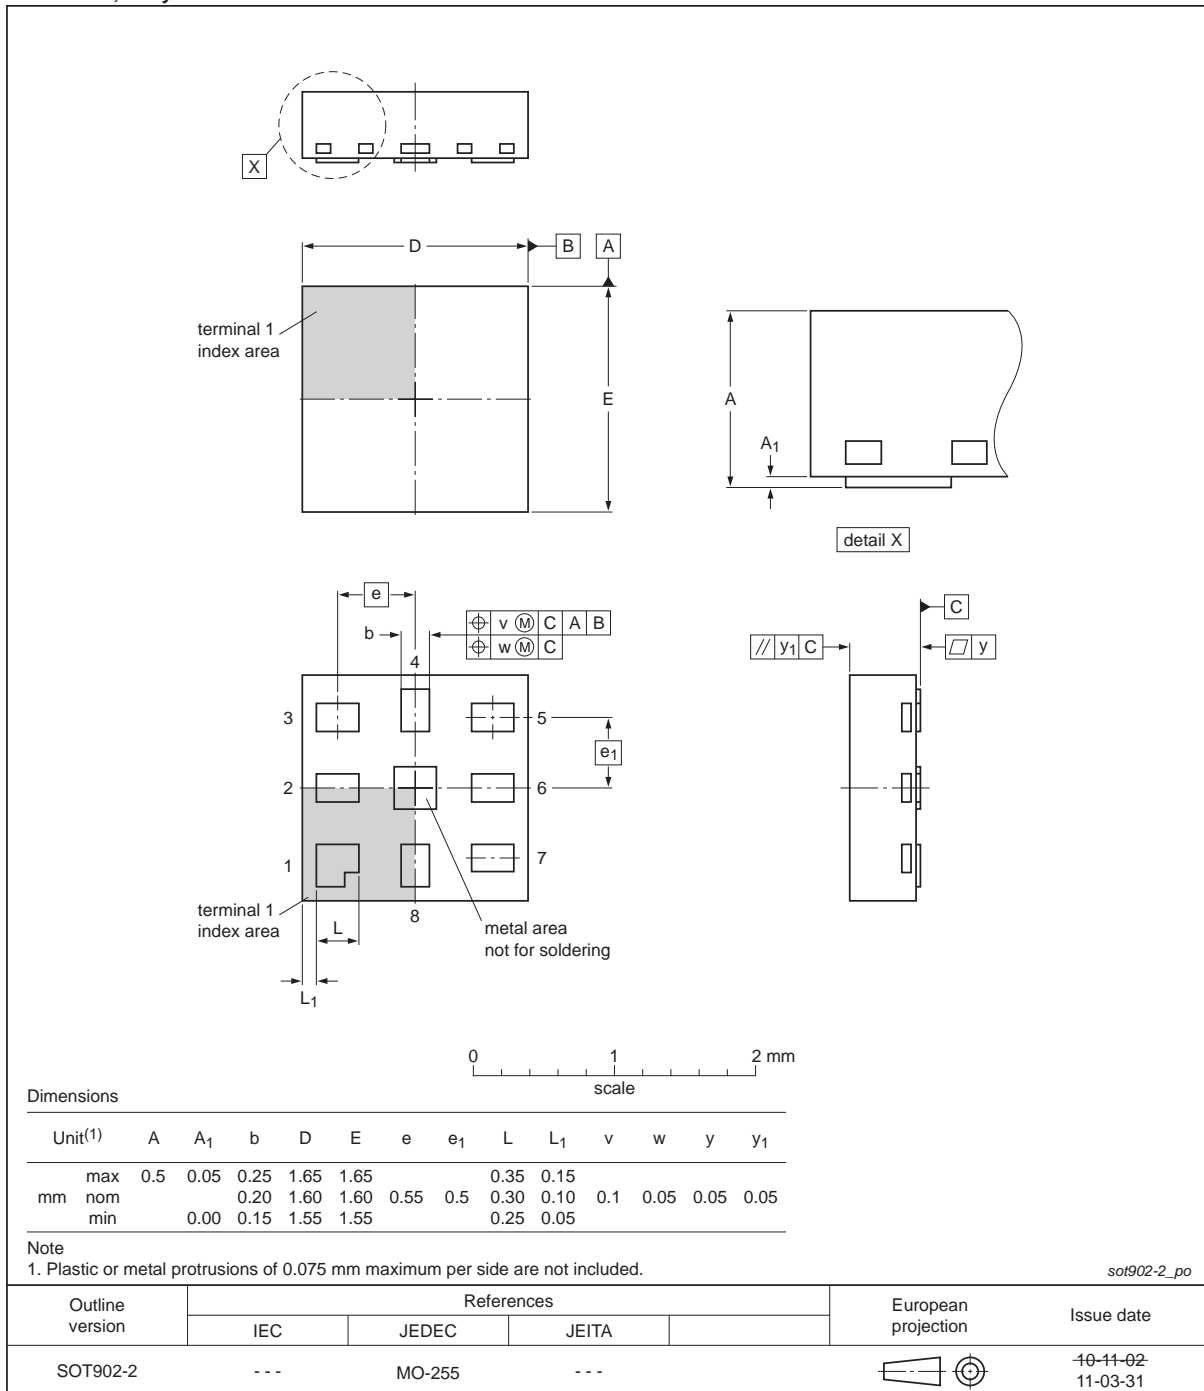 X
D
B
A
terminal 1
index area
E
A
A1
detail X
e
b
v M C A B
w M C
4
C
// y1 C
y
3
5
e1
2
6
1
7
terminal 1
index area
8
L
metal area
not for soldering
L1
0 1 2 mm
scale
Dimensions
Unit(1) A A1 b D E e e1 L L1 v w y y1
max 0.5 0.05 0.25 1.65 1.65 0.35 0.15
mm nom 0.20 1.60 1.60 0.55 0.5 0.30 0.10 0.1 0.05 0.05 0.05
min 0.00 0.15 1.55 1.55 0.25 0.05
Note
1. Plastic or metal protrusions of 0.075 mm maximum per side are not included.
sot902-2_po
Outline version References European projection Issue date
IEC JEDEC JEITA
SOT902-2 - - - MO-255 - - - 10-11-02
11-03-31